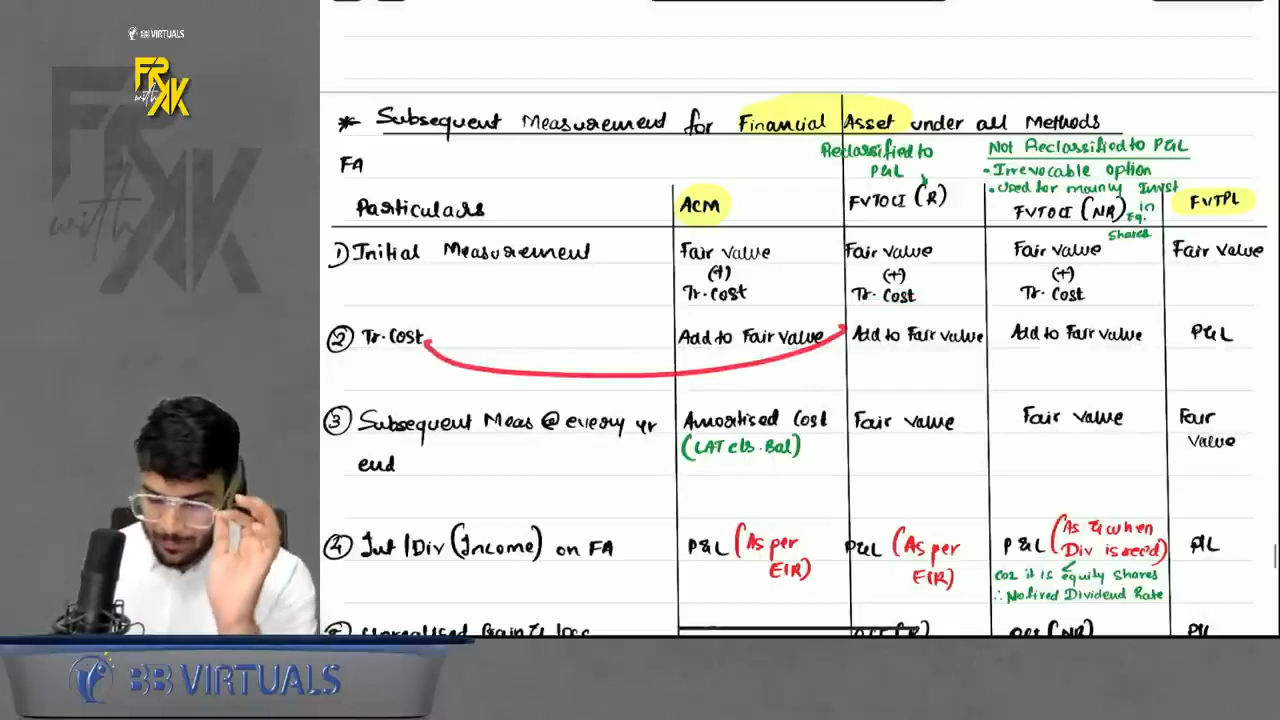 BB VIRTUALS
FR
with KK
* Subsequent Measurement for Financial Asset under all Methods
FA
Reclassified to
P&L
Not Reclassified to P&L
• Irrevocable option
• Used for mainly Invst
in
Eq.
Shares
Particulars ACM FVTOCI (R) FVTOCI (NR) FVTPL
1) Initial Measurement Fair value Fair value Fair value Fair value
(+) (+) (+)
Tr. Cost Tr. Cost Tr. Cost
② Tr. Cost Add to Fair value Add to Fair value Add to Fair value P&L
③ Subsequent Meas @ every yr Amortised Cost Fair value Fair value Fair
end (LAT cls. Bal) value
④ Int / Div (Income) on FA P&L (As per P&L (As per P&L (As & when P/L
EIR) EIR) Div is recd)
Coz it is equity shares
∴ No fixed Dividend Rate
BB VIRTUALS